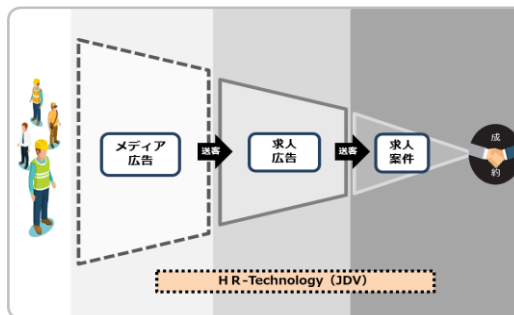 メディア
広告
送客
求人
広告
送客
求人
案件
成
約
HR-Technology（JDV）